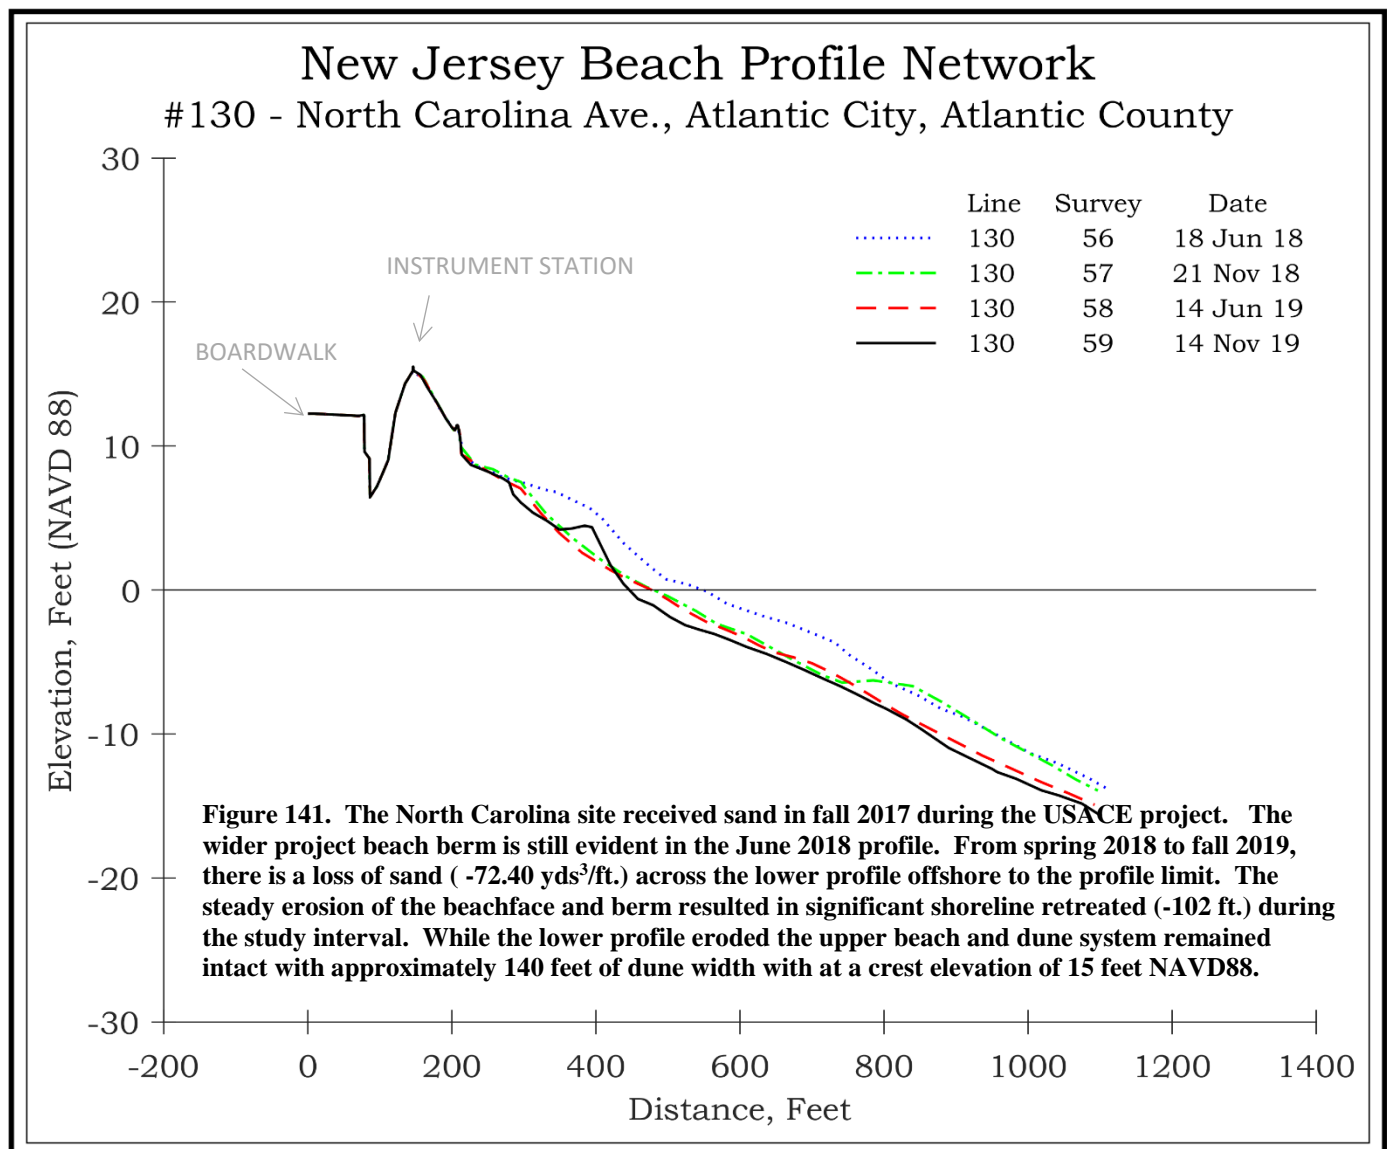 New Jersey Beach Profile Network
#130 - North Carolina Ave., Atlantic City, Atlantic County
30
20
10
0
-10
-20
-30
Elevation, Feet (NAVD 88)
Line Survey Date
130 56 18 Jun 18
130 57 21 Nov 18
130 58 14 Jun 19
130 59 14 Nov 19
INSTRUMENT STATION
BOARDWALK
Figure 141. The North Carolina site received sand in fall 2017 during the USACE project. The
wider project beach berm is still evident in the June 2018 profile. From spring 2018 to fall 2019,
there is a loss of sand ( -72.40 yds³/ft.) across the lower profile offshore to the profile limit. The
steady erosion of the beachface and berm resulted in significant shoreline retreated (-102 ft.) during
the study interval. While the lower profile eroded the upper beach and dune system remained
intact with approximately 140 feet of dune width with at a crest elevation of 15 feet NAVD88.
-200 0 200 400 600 800 1000 1200 1400
Distance, Feet